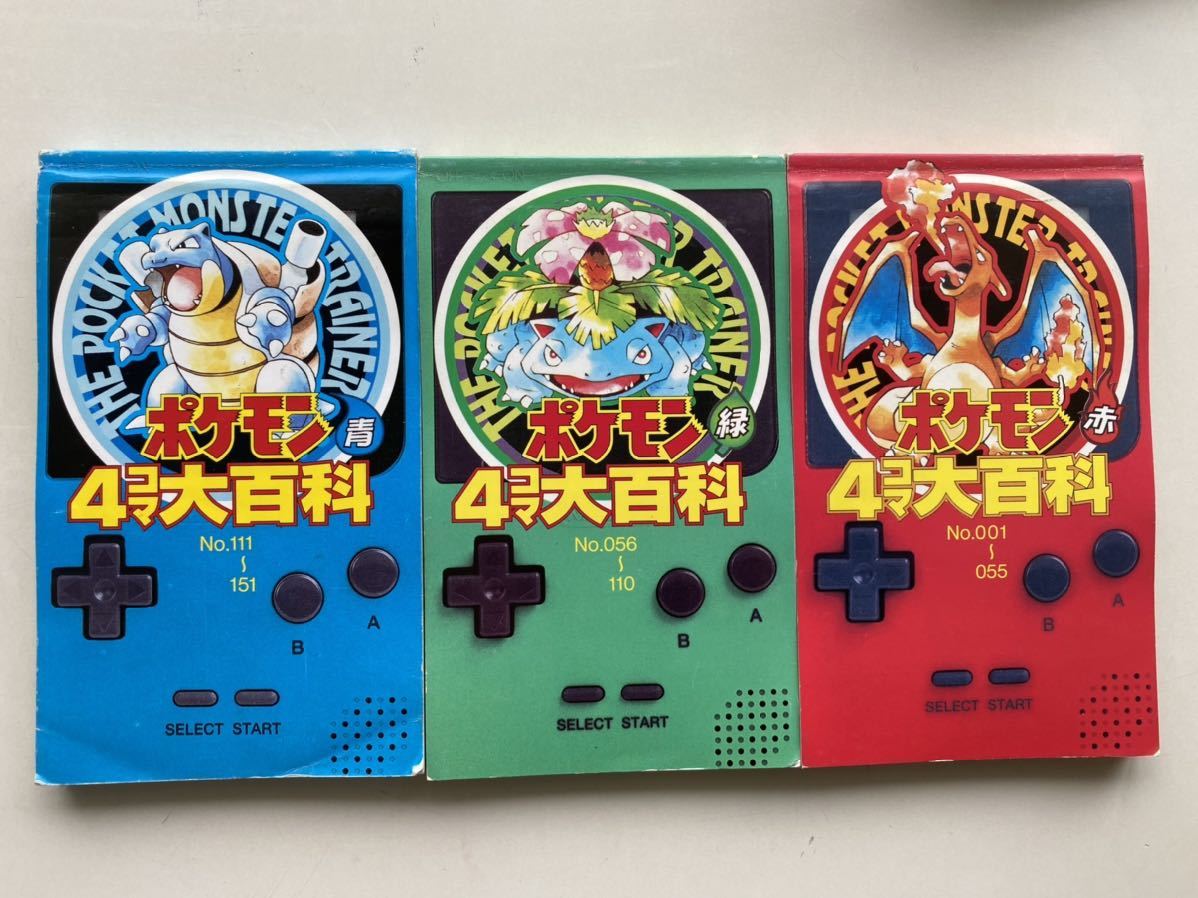 THE POCKET MONSTER TRAINER
ポケモン
青
4コマ大百科
No.111
~
151
A
B
SELECT START
THE POCKET MONSTER TRAINER
ポケモン
緑
4コマ大百科
No.056
~
110
A
B
SELECT START
THE POCKET MONSTER TRAINER
ポケモン
赤
4コマ大百科
No.001
~
055
A
B
SELECT START